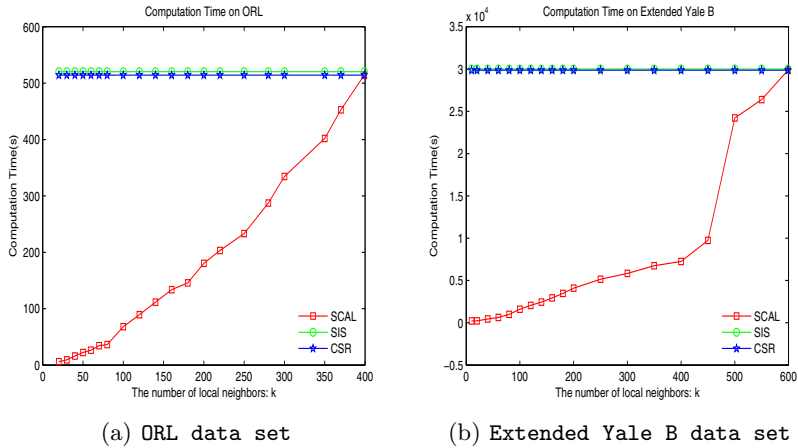 Computation Time on ORL
600
500
400
300
200
100
0
Computation Time(s)
0 50 100 150 200 250 300 350 400
The number of local neighbors: k
SCAL
SIS
CSR
(a) ORL data set
Computation Time on Extended Yale B
x 10^4
3.5
3
2.5
2
1.5
1
0.5
0
−0.5
Computation Time(s)
0 100 200 300 400 500 600
The number of local neighbors: k
SCAL
SIS
CSR
(b) Extended Yale B data set